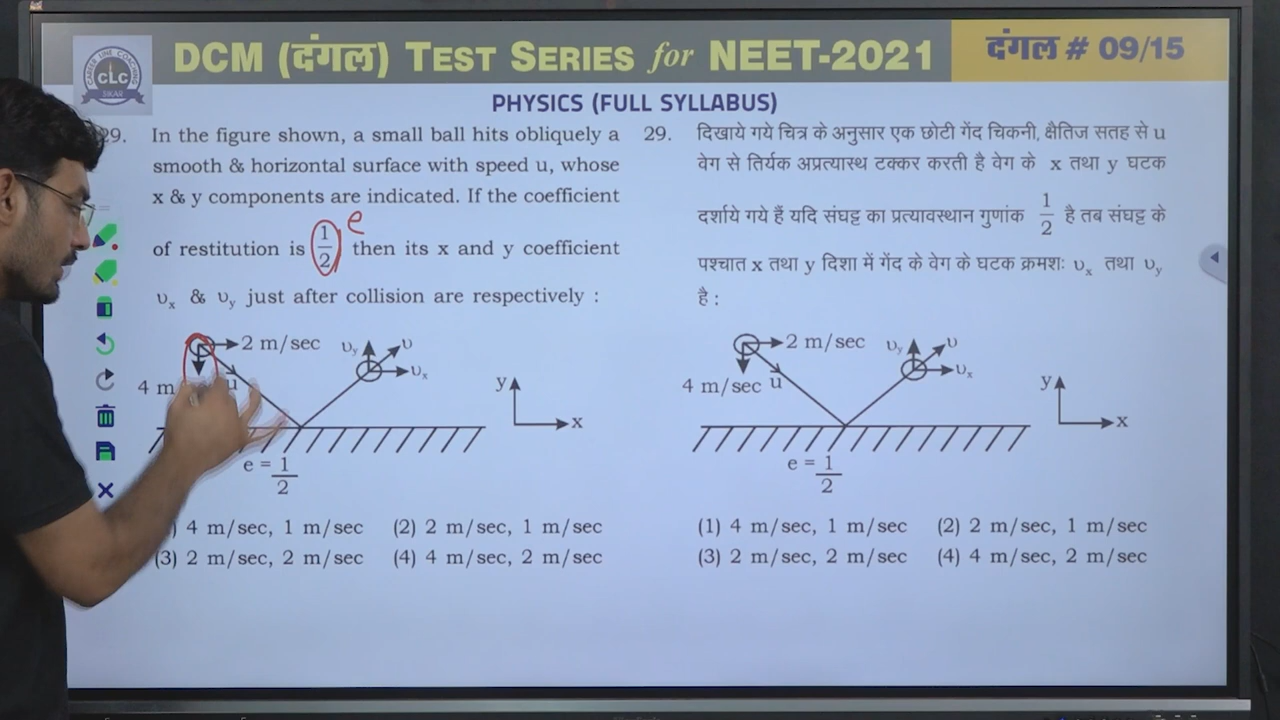 DCM (दंगल) TEST SERIES for NEET-2021
दंगल # 09/15
CAREER LINE COACHING
CLC
SIKAR
PHYSICS (FULL SYLLABUS)
29. In the figure shown, a small ball hits obliquely a
smooth & horizontal surface with speed u, whose
x & y components are indicated. If the coefficient
of restitution is 1/2 e then its x and y coefficient
υx & υy just after collision are respectively :
2 m/sec υy υ
4 m u υx
y
x
e = 1/2
4 m/sec, 1 m/sec (2) 2 m/sec, 1 m/sec
(3) 2 m/sec, 2 m/sec (4) 4 m/sec, 2 m/sec
29. दिखाये गये चित्र के अनुसार एक छोटी गेंद चिकनी, क्षैतिज सतह से u
वेग से तिर्यक अप्रत्यास्थ टक्कर करती है वेग के x तथा y घटक
दर्शाये गये हैं यदि संघट्ट का प्रत्यावस्थान गुणांक 1/2 है तब संघट्ट के
पश्चात x तथा y दिशा में गेंद के वेग के घटक क्रमशः υx तथा υy
है :
2 m/sec υy υ
4 m/sec u υx
y
x
e = 1/2
(1) 4 m/sec, 1 m/sec (2) 2 m/sec, 1 m/sec
(3) 2 m/sec, 2 m/sec (4) 4 m/sec, 2 m/sec